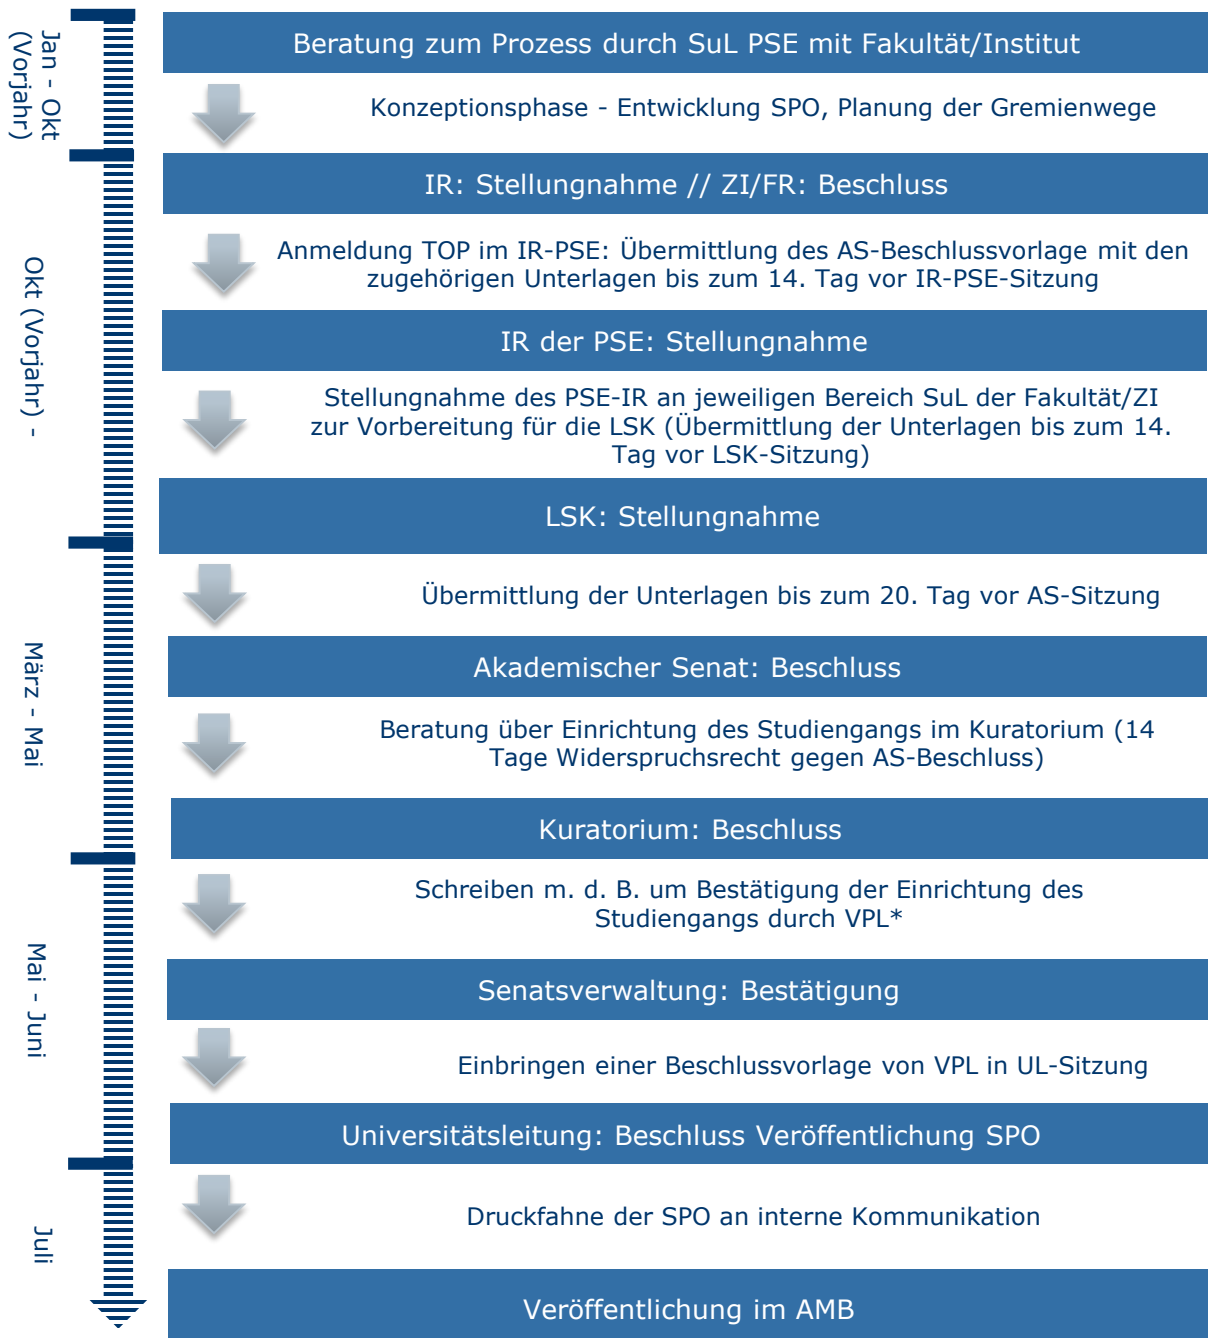 Jan - Okt
(Vorjahr)
Beratung zum Prozess durch SuL PSE mit Fakultät/Institut
Konzeptionsphase - Entwicklung SPO, Planung der Gremienwege
Okt (Vorjahr) -
IR: Stellungnahme // ZI/FR: Beschluss
Anmeldung TOP im IR-PSE: Übermittlung des AS-Beschlussvorlage mit den
zugehörigen Unterlagen bis zum 14. Tag vor IR-PSE-Sitzung
IR der PSE: Stellungnahme
Stellungnahme des PSE-IR an jeweiligen Bereich SuL der Fakultät/ZI
zur Vorbereitung für die LSK (Übermittlung der Unterlagen bis zum 14.
Tag vor LSK-Sitzung)
LSK: Stellungnahme
März - Mai
Übermittlung der Unterlagen bis zum 20. Tag vor AS-Sitzung
Akademischer Senat: Beschluss
Beratung über Einrichtung des Studiengangs im Kuratorium (14
Tage Widerspruchsrecht gegen AS-Beschluss)
Kuratorium: Beschluss
Mai - Juni
Schreiben m. d. B. um Bestätigung der Einrichtung des
Studiengangs durch VPL*
Senatsverwaltung: Bestätigung
Einbringen einer Beschlussvorlage von VPL in UL-Sitzung
Universitätsleitung: Beschluss Veröffentlichung SPO
Juli
Druckfahne der SPO an interne Kommunikation
Veröffentlichung im AMB